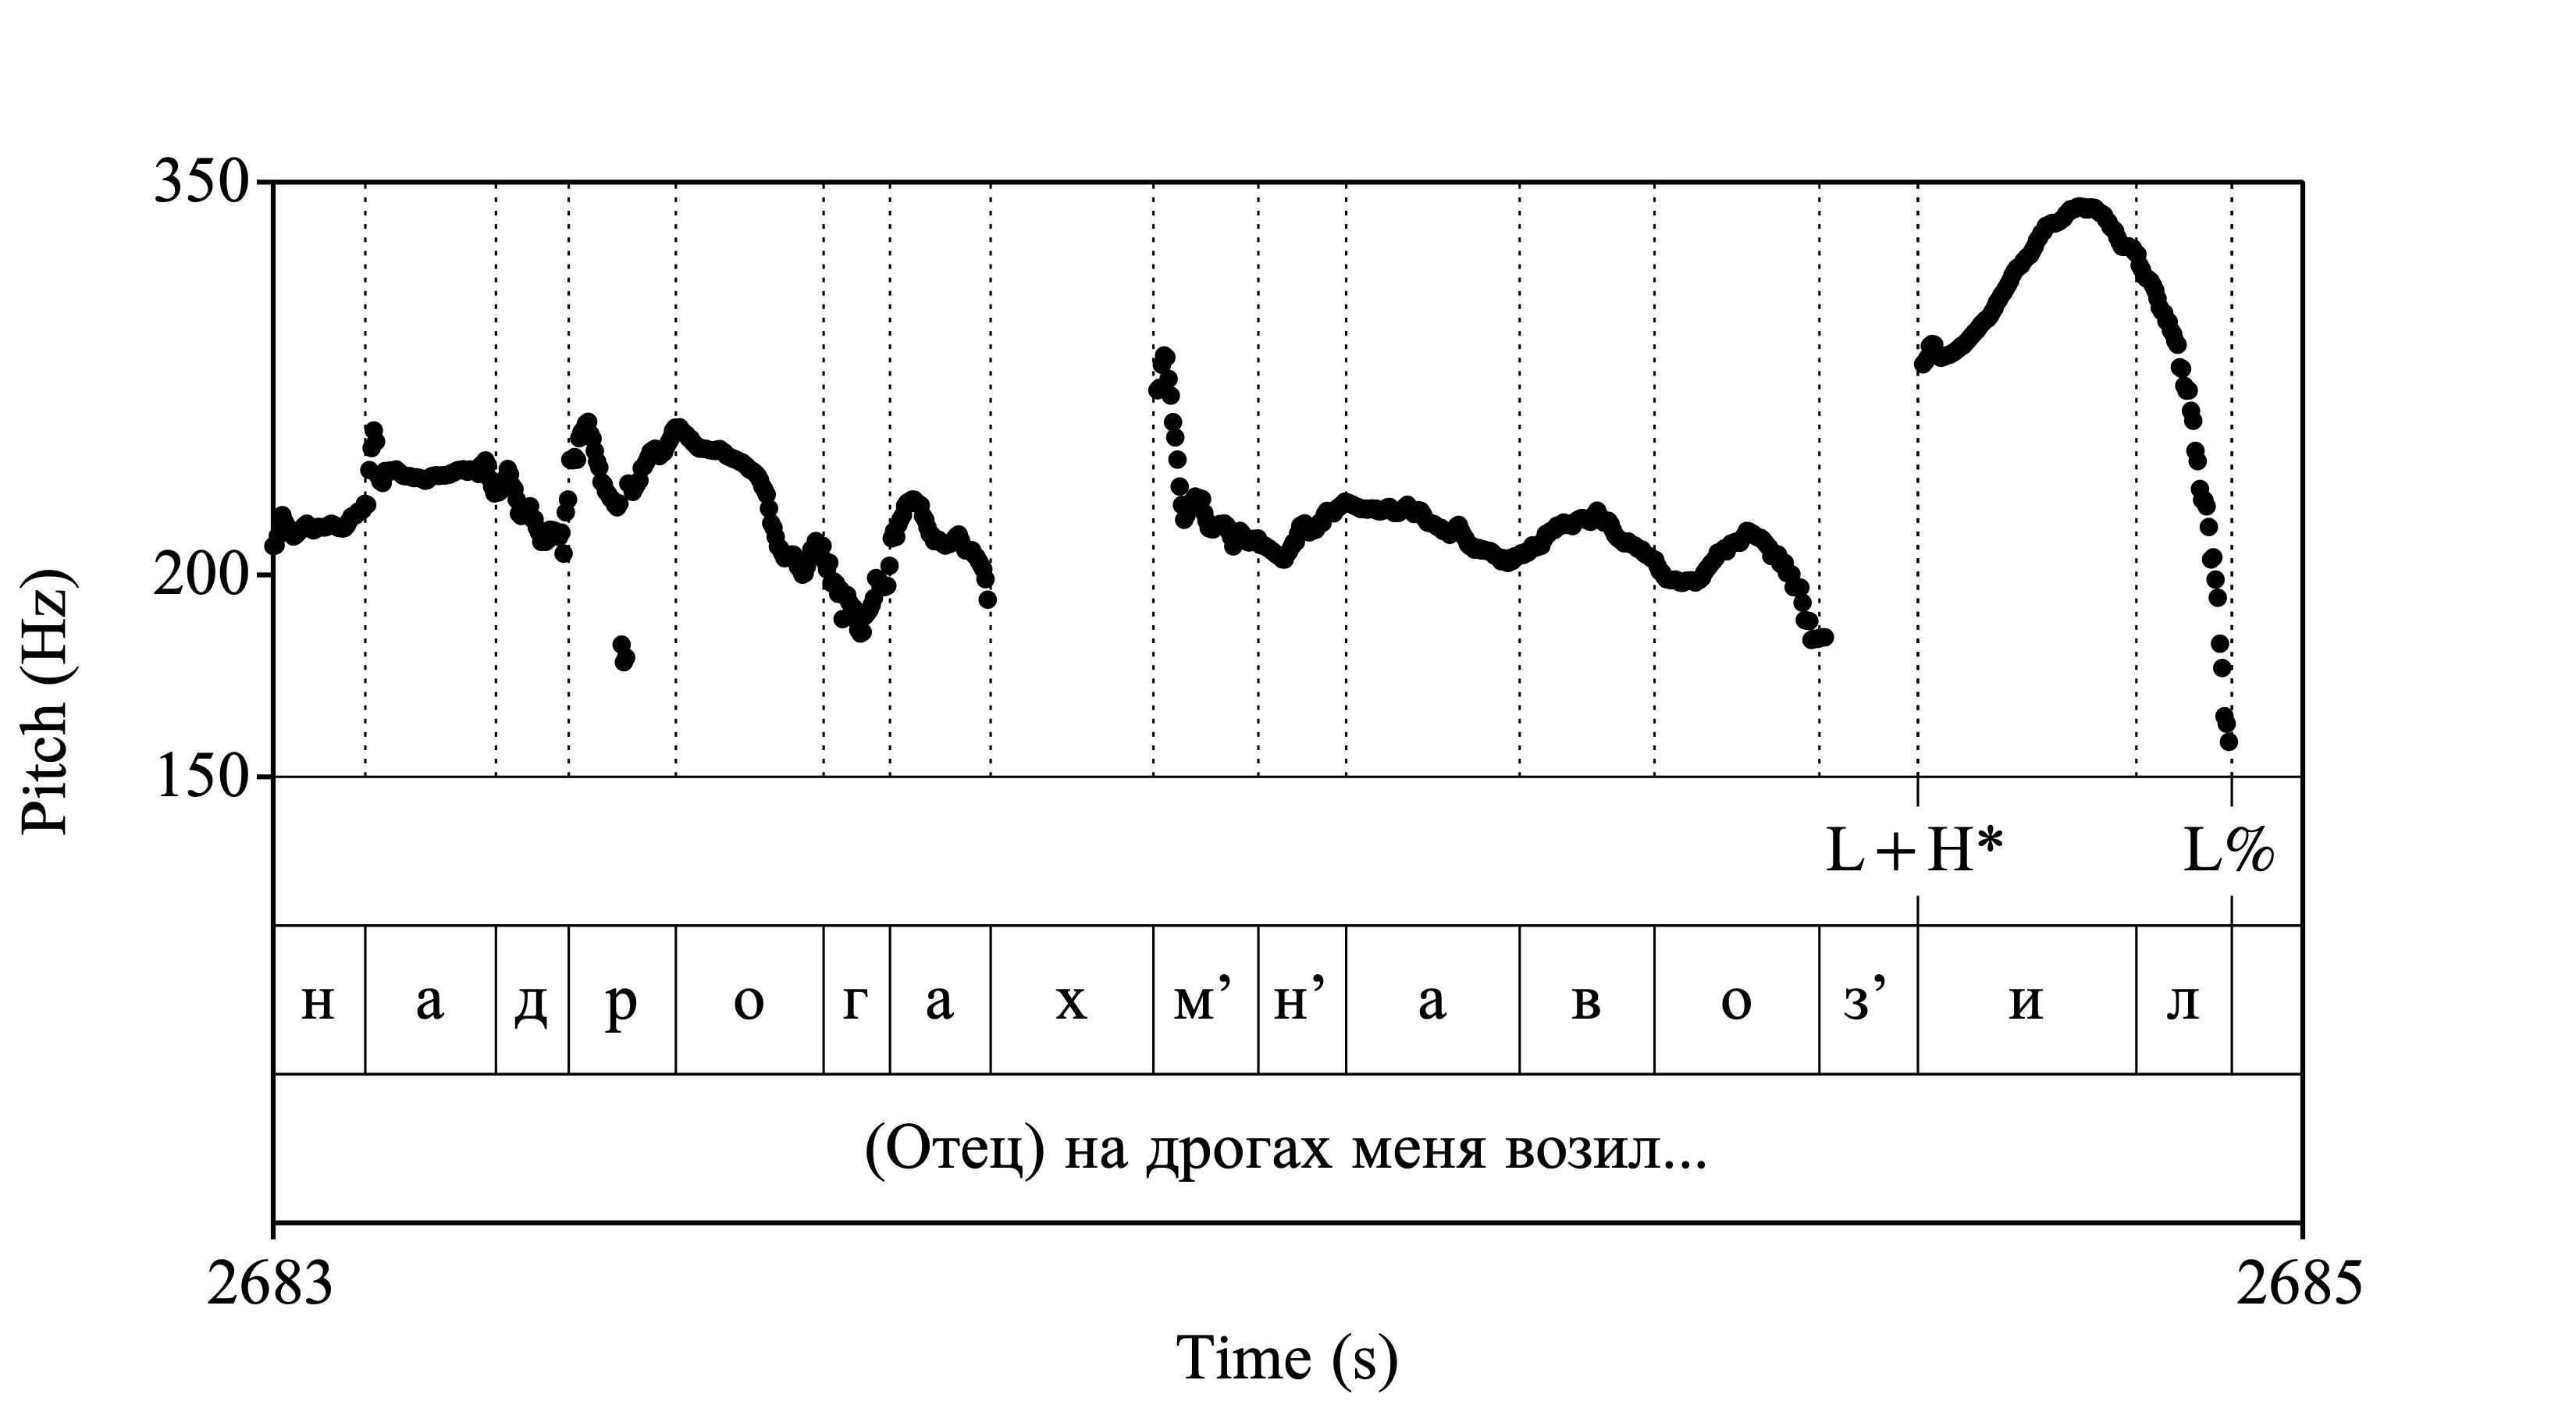 350
200
150
Pitch (Hz)
L+H* L%
н а д р о г а х м’ н’ а в о з’ и л
(Отец) на дрогах меня возил...
2683 2685
Time (s)